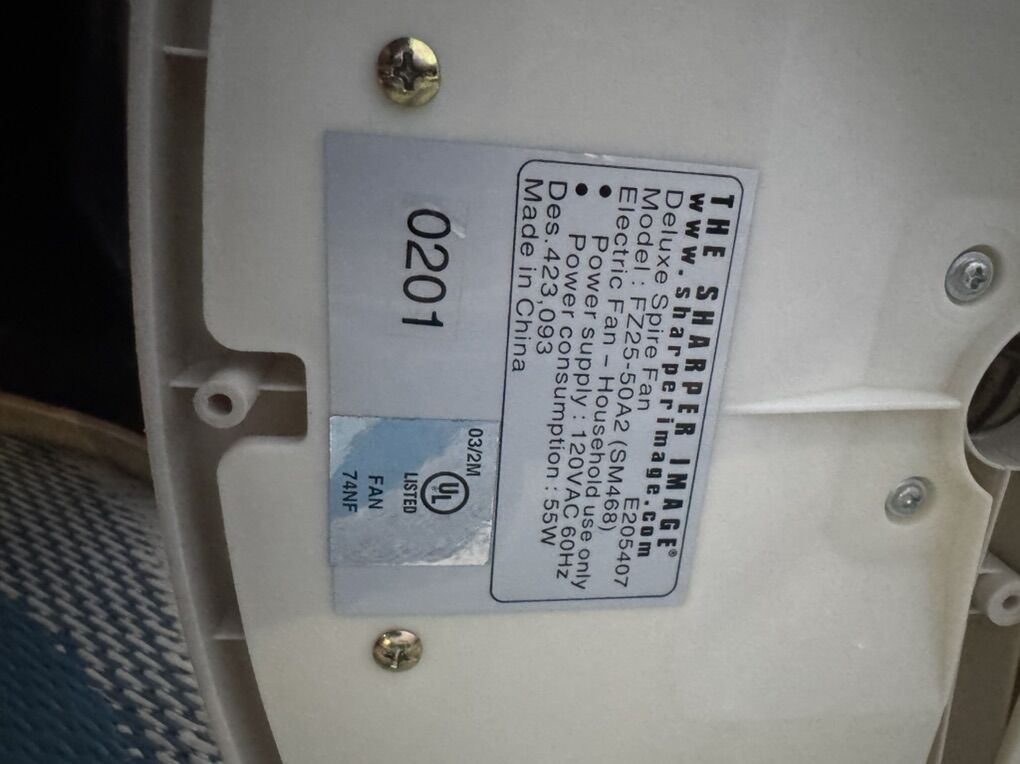 THE SHARPER IMAGE®
www.sharperimage.com
Deluxe Spire Fan E205407
Model : FZ25-50A2 (SM468)
Electric Fan – Household use only
● Power supply : 120VAC 60Hz
● Power consumption : 55W
Des.423,093
Made in China
0201
03/2M
UL
LISTED
FAN
74NF